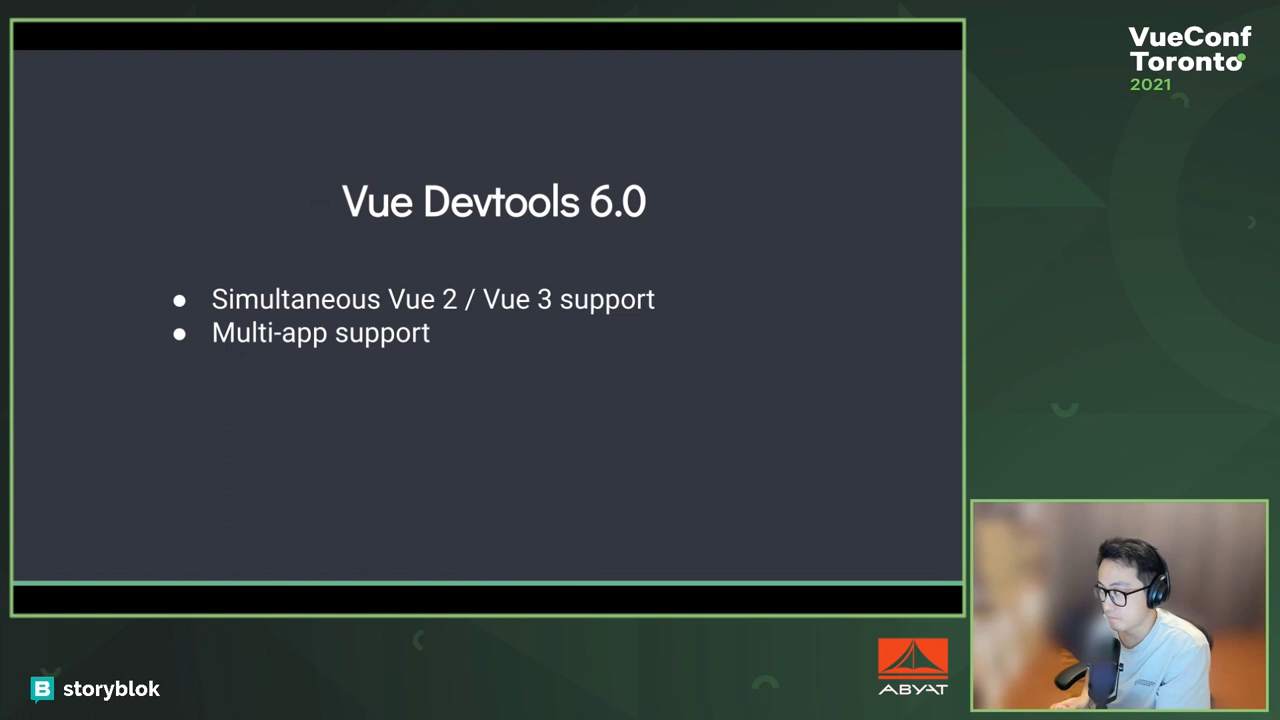 VueConf
Toronto
2021
Vue Devtools 6.0
● Simultaneous Vue 2 / Vue 3 support
● Multi-app support
B storyblok
ABYAT